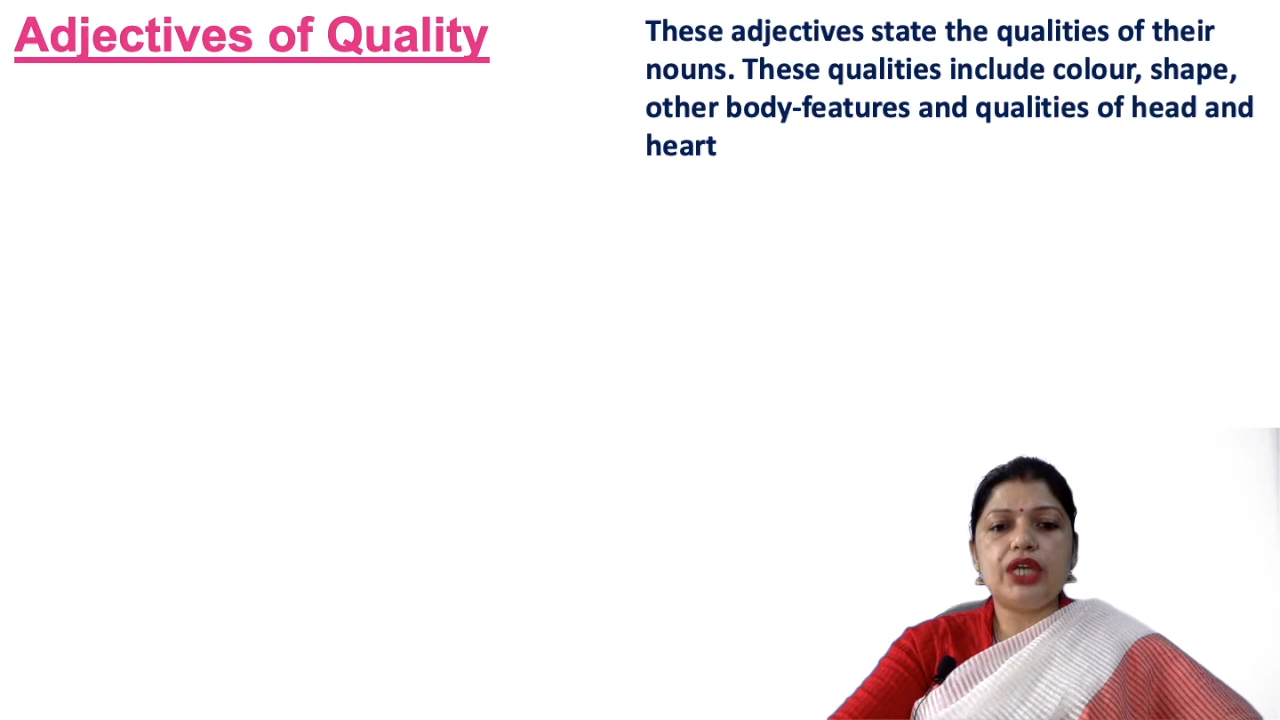 Adjectives of Quality
These adjectives state the qualities of their
nouns. These qualities include colour, shape,
other body-features and qualities of head and
heart